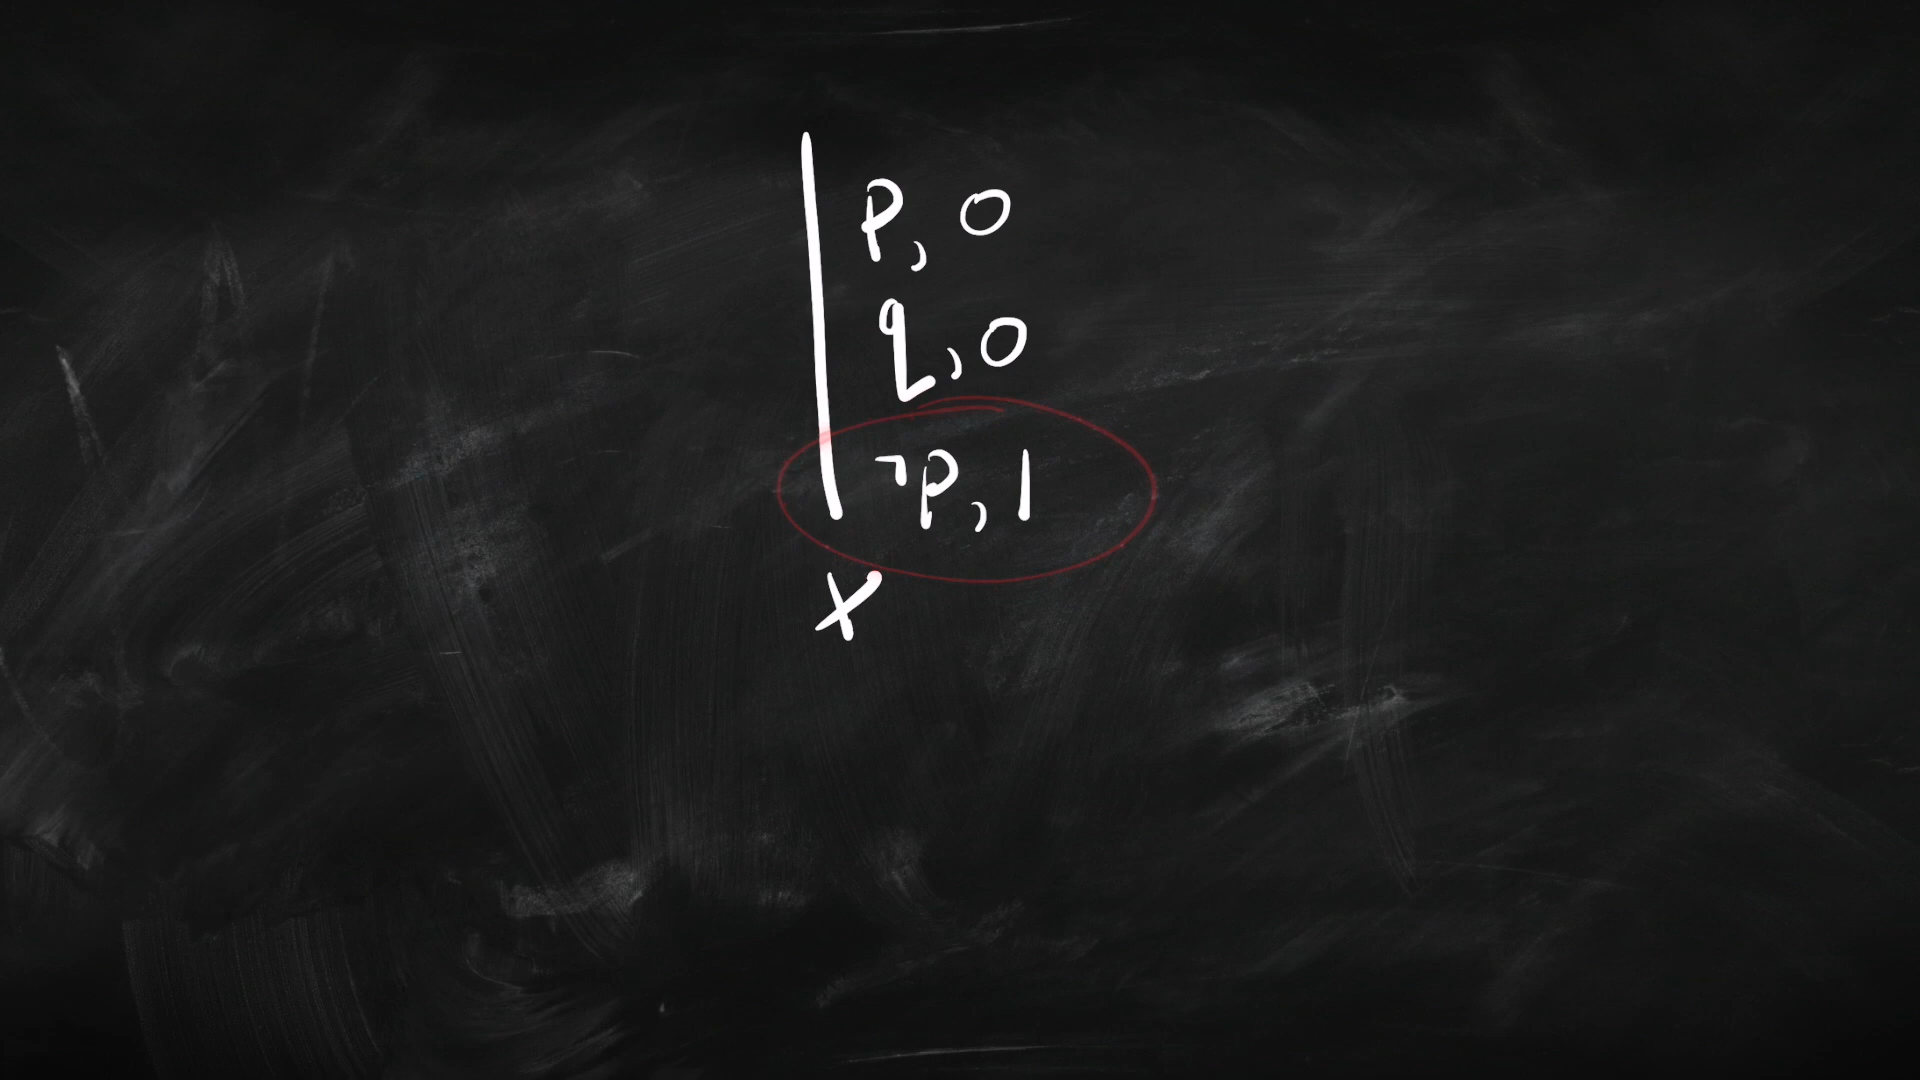 p, 0
q, 0
¬p, 1
x